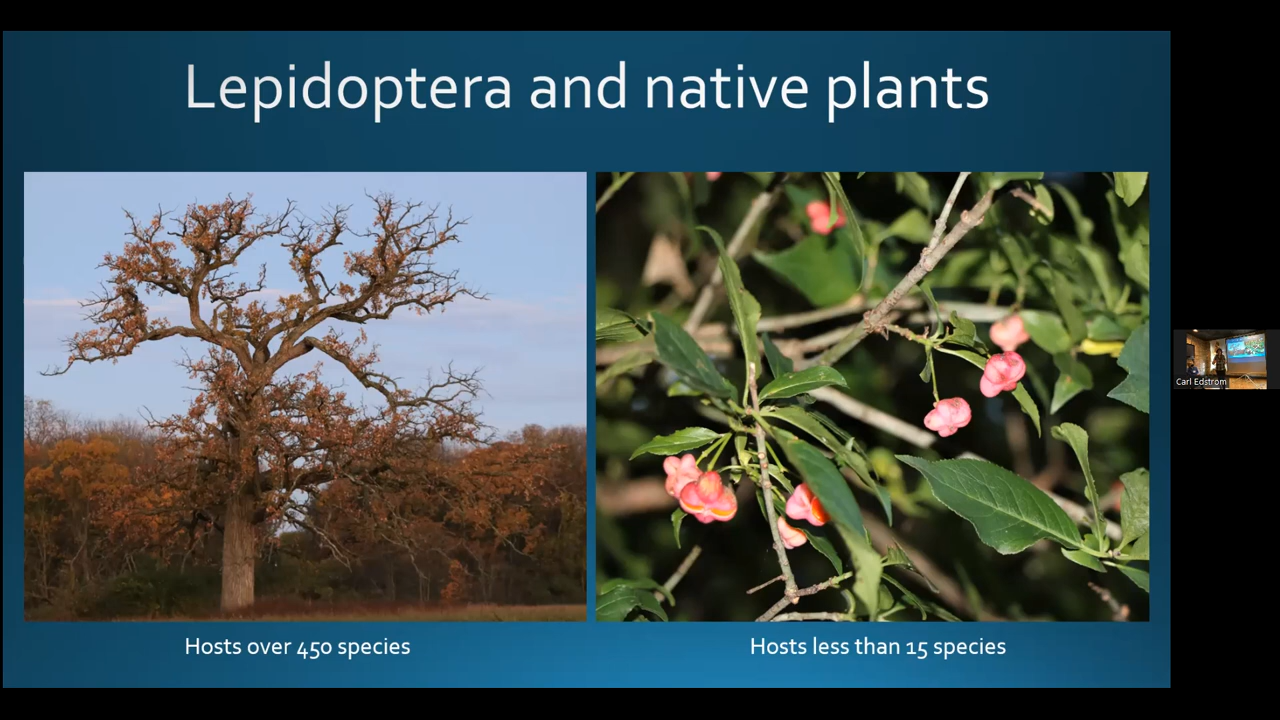 Lepidoptera and native plants
Hosts over 450 species
Hosts less than 15 species
Carl Edstrom